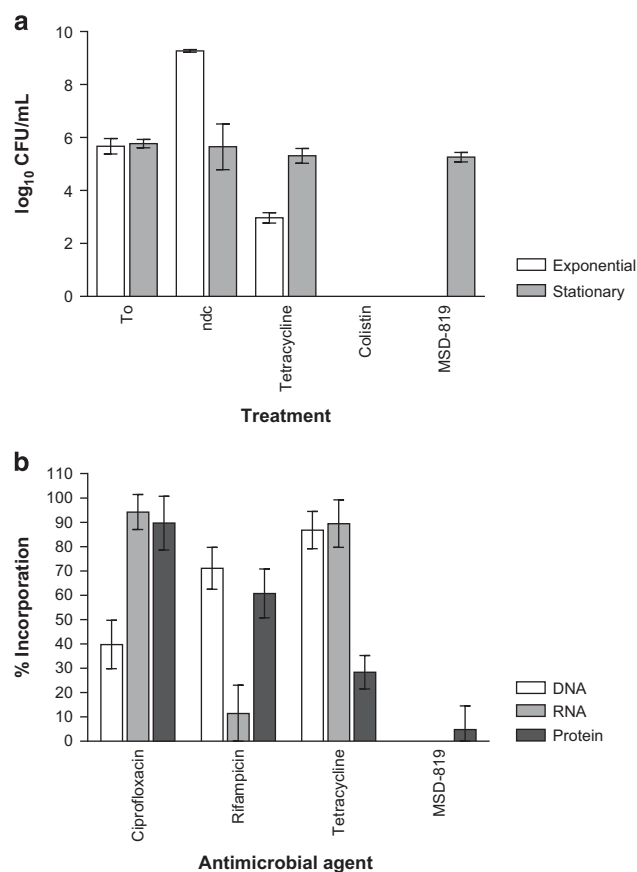 a
10
8
6
4
2
0
log10 CFU/mL
To
ndc
Tetracycline
Colistin
MSD-819
Treatment
Exponential
Stationary
b
110
100
90
80
70
60
50
40
30
20
10
0
% Incorporation
Ciprofloxacin
Rifampicin
Tetracycline
MSD-819
Antimicrobial agent
DNA
RNA
Protein